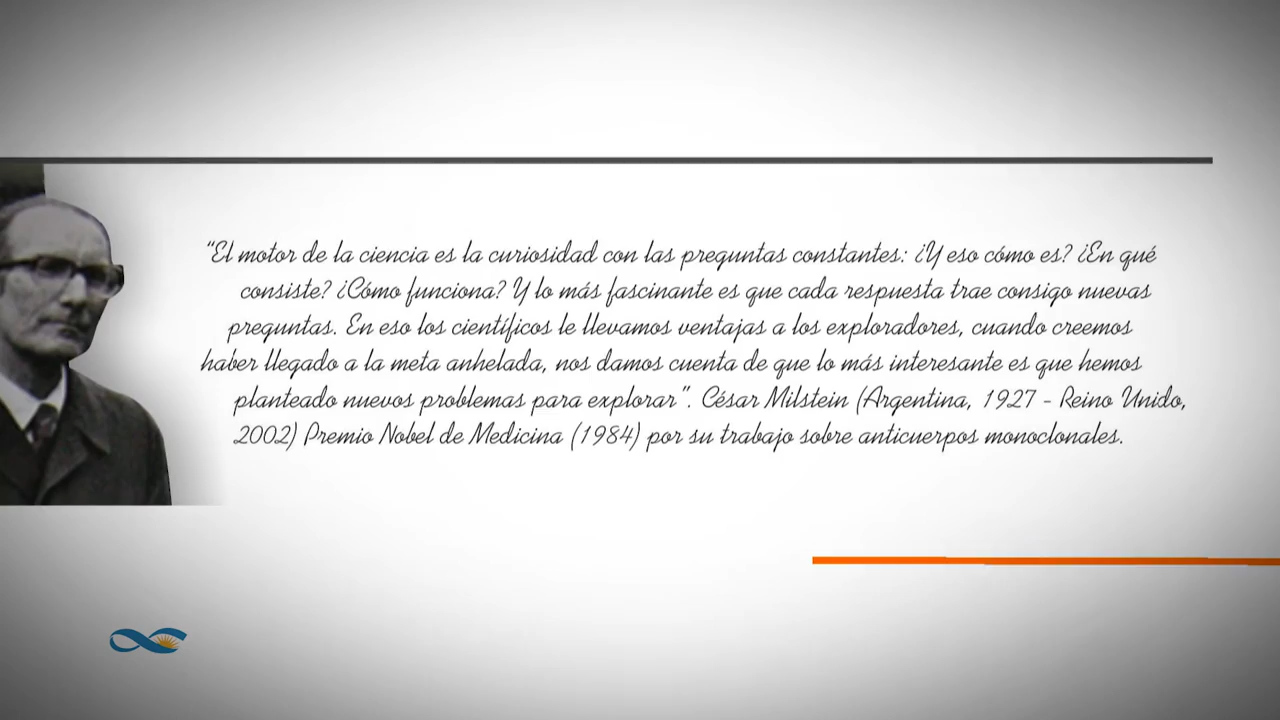 "El motor de la ciencia es la curiosidad con las preguntas constantes: ¿Y eso cómo es? ¿En qué
consiste? ¿Cómo funciona? Y lo más fascinante es que cada respuesta trae consigo nuevas
preguntas. En eso los científicos le llevamos ventajas a los exploradores, cuando creemos
haber llegado a la meta anhelada, nos damos cuenta de que lo más interesante es que hemos
planteado nuevos problemas para explorar". César Milstein (Argentina, 1927 - Reino Unido,
2002) Premio Nobel de Medicina (1984) por su trabajo sobre anticuerpos monoclonales.